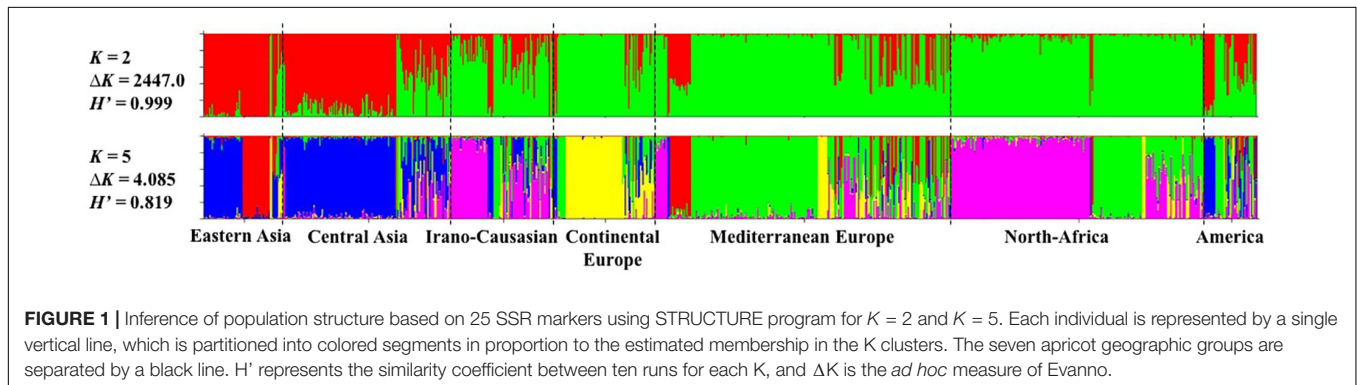 K = 2
ΔK = 2447.0
H' = 0.999
K = 5
ΔK = 4.085
H' = 0.819
Eastern Asia Central Asia Irano-Causasian Continental Europe Mediterranean Europe North-Africa America
FIGURE 1 | Inference of population structure based on 25 SSR markers using STRUCTURE program for K = 2 and K = 5. Each individual is represented by a single
vertical line, which is partitioned into colored segments in proportion to the estimated membership in the K clusters. The seven apricot geographic groups are
separated by a black line. H' represents the similarity coefficient between ten runs for each K, and ΔK is the ad hoc measure of Evanno.